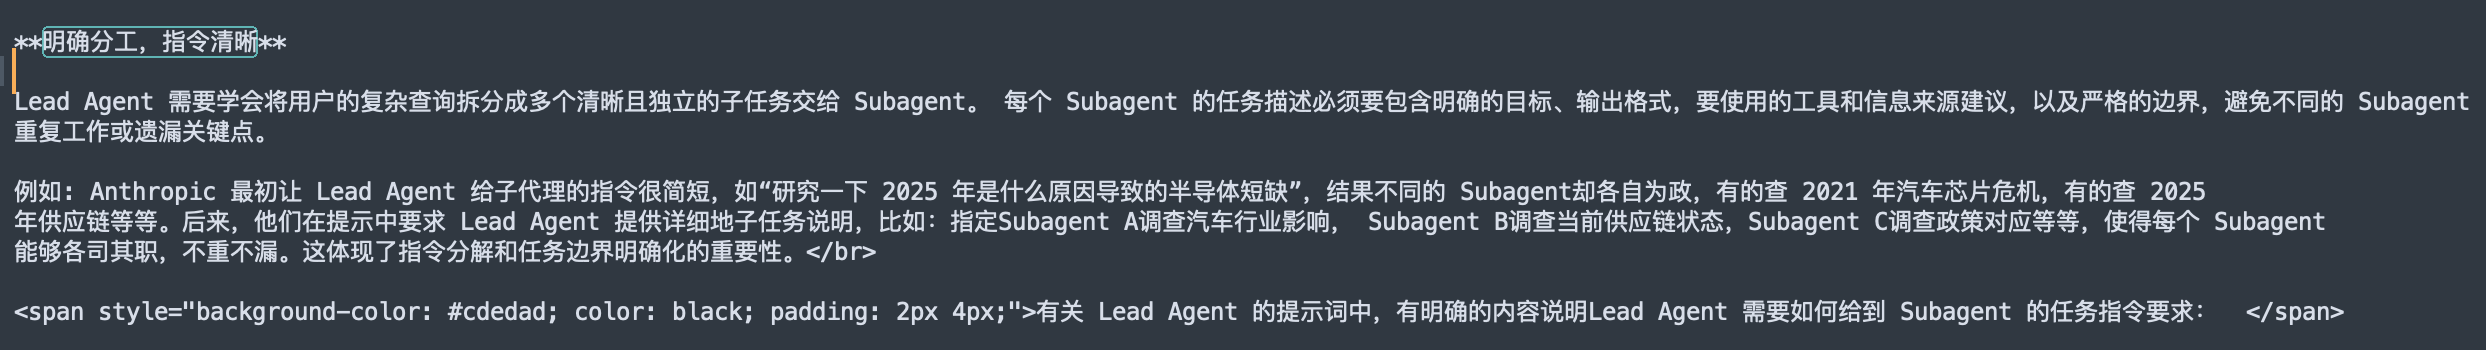 **明确分工，指令清晰**
Lead Agent 需要学会将用户的复杂查询拆分成多个清晰且独立的子任务交给 Subagent。 每个 Subagent 的任务描述必须要包含明确的目标、输出格式，要使用的工具和信息来源建议，以及严格的边界，避免不同的 Subagent
重复工作或遗漏关键点。
例如：Anthropic 最初让 Lead Agent 给子代理的指令很简短，如“研究一下 2025 年是什么原因导致的半导体短缺”，结果不同的 Subagent却各自为政，有的查 2021 年汽车芯片危机，有的查 2025
年供应链等等。后来，他们在提示中要求 Lead Agent 提供详细地子任务说明，比如：指定Subagent A调查汽车行业影响， Subagent B调查当前供应链状态，Subagent C调查政策对应等等，使得每个 Subagent
能够各司其职，不重不漏。这体现了指令分解和任务边界明确化的重要性。</br>
<span style="background-color: #cdedad; color: black; padding: 2px 4px;">有关 Lead Agent 的提示词中，有明确的内容说明Lead Agent 需要如何给到 Subagent 的任务指令要求：  </span>